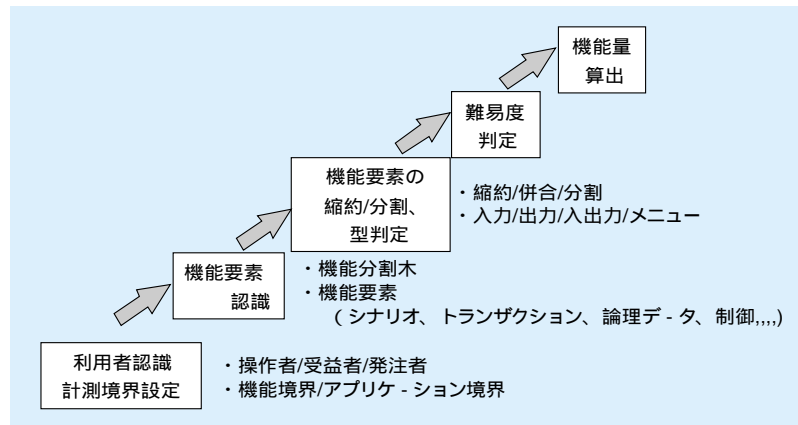 機能量
算出
難易度
判定
機能要素の
縮約/分割、
型判定
・縮約/併合/分割
・入力/出力/入出力/メニュー
機能要素
認識
・機能分割木
・機能要素
（シナリオ、トランザクション、論理デ-タ、制御,,,,)
利用者認識
計測境界設定
・操作者/受益者/発注者
・機能境界/アプリケ-ション境界